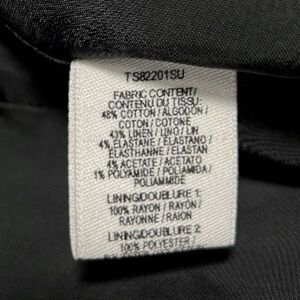 TS82201SU
FABRIC CONTENT/
CONTENU DU TISSU:
48% COTTON / ALGODON /
COTON / COTONE
43% LINEN / LINO / LIN
4% ELASTANE / ELASTANO /
ELASTHANNE / ELASTAN
4% ACETATE / ACETATO
1% POLYAMIDE / POLIAMIDA /
POLIAMMIDE
LINING/DOUBLURE 1:
100% RAYON / RAYON /
RAYONNE / RAION
LINING/DOUBLURE 2:
100% POLYESTER /